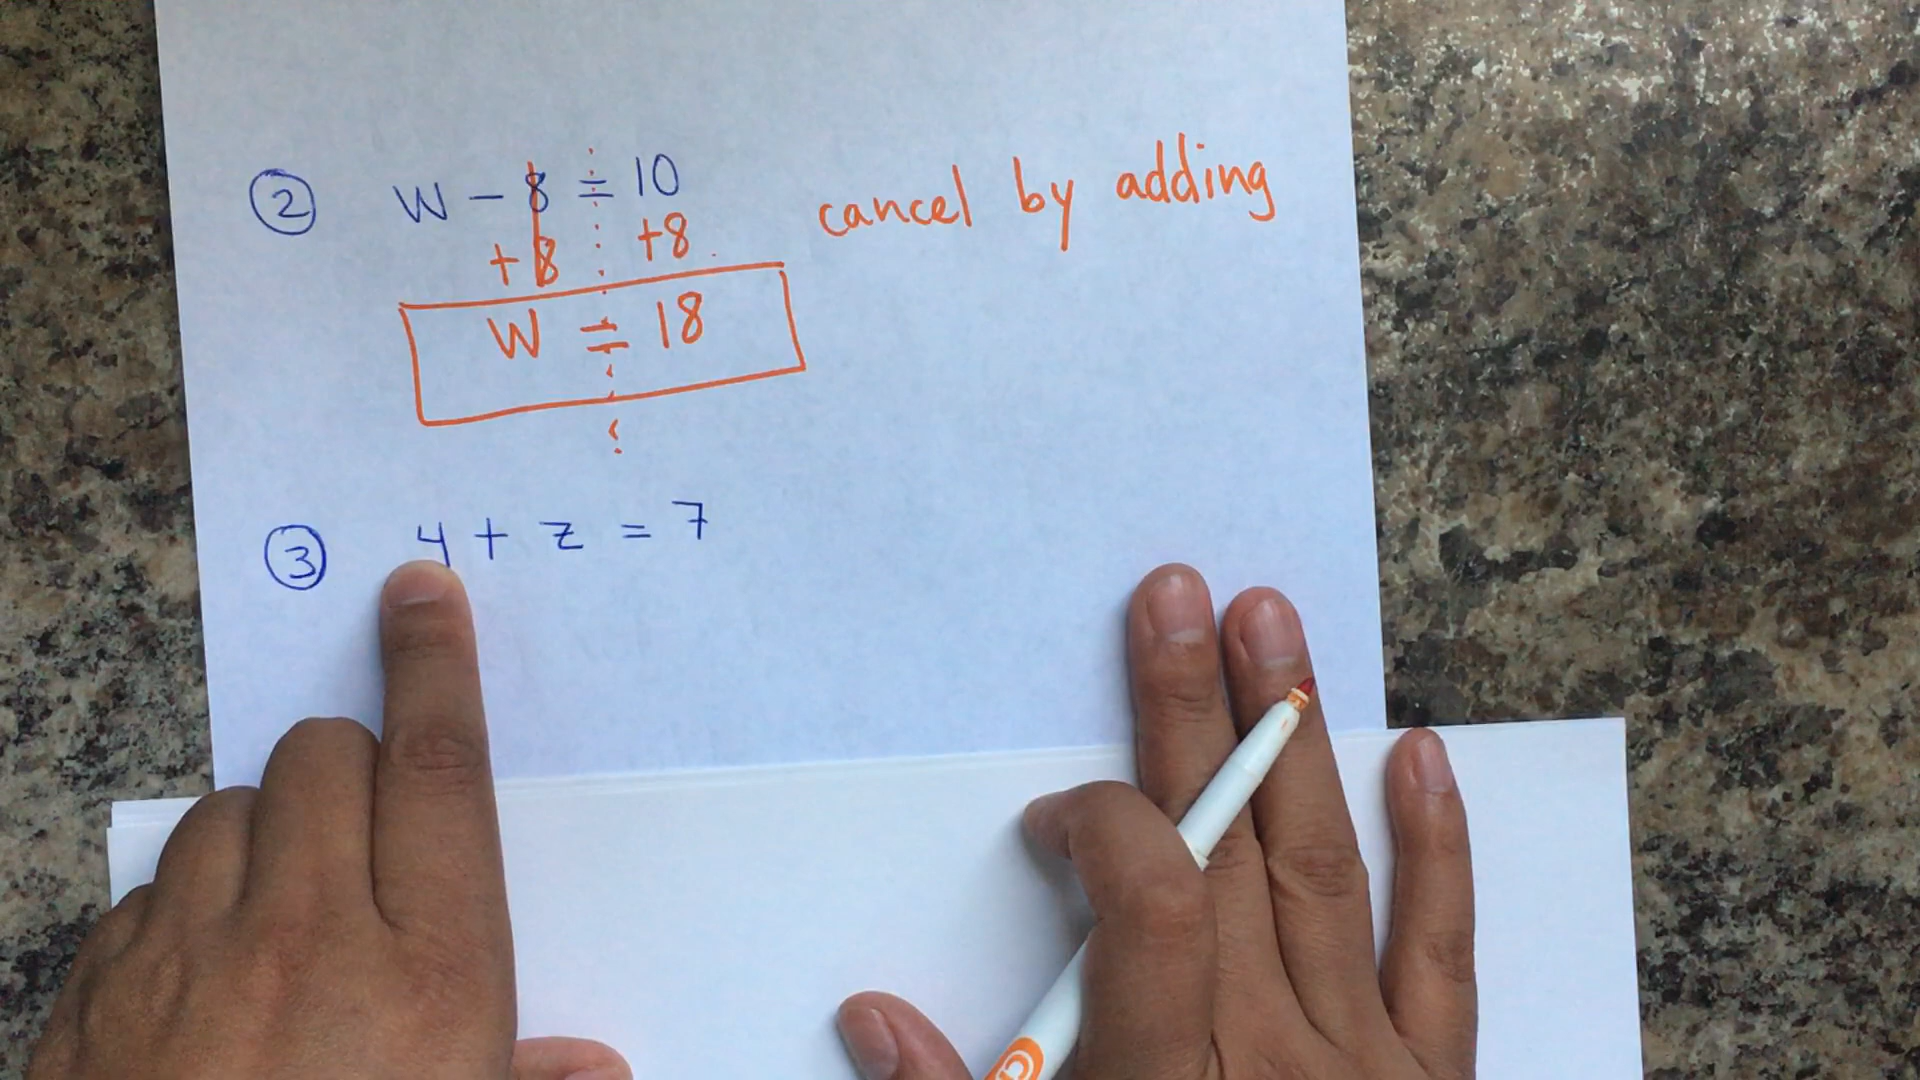 ② W - 8 = 10 cancel by adding
+ 8 +8
W = 18
③ 4 + z = 7